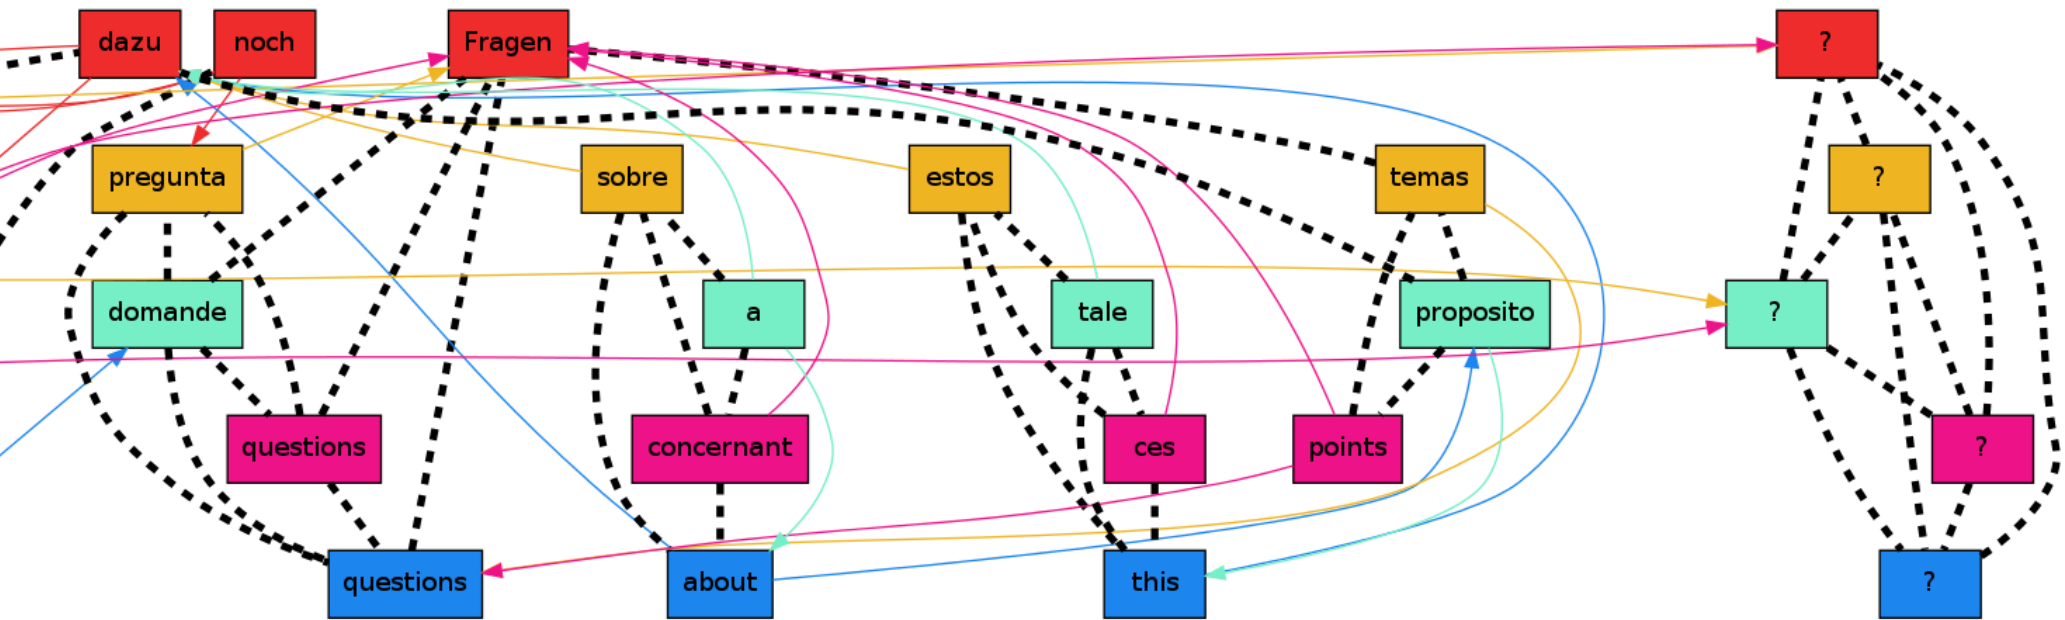 dazu noch Fragen ?
pregunta sobre estos temas ?
domande a tale proposito ?
questions concernant ces points ?
questions about this ?